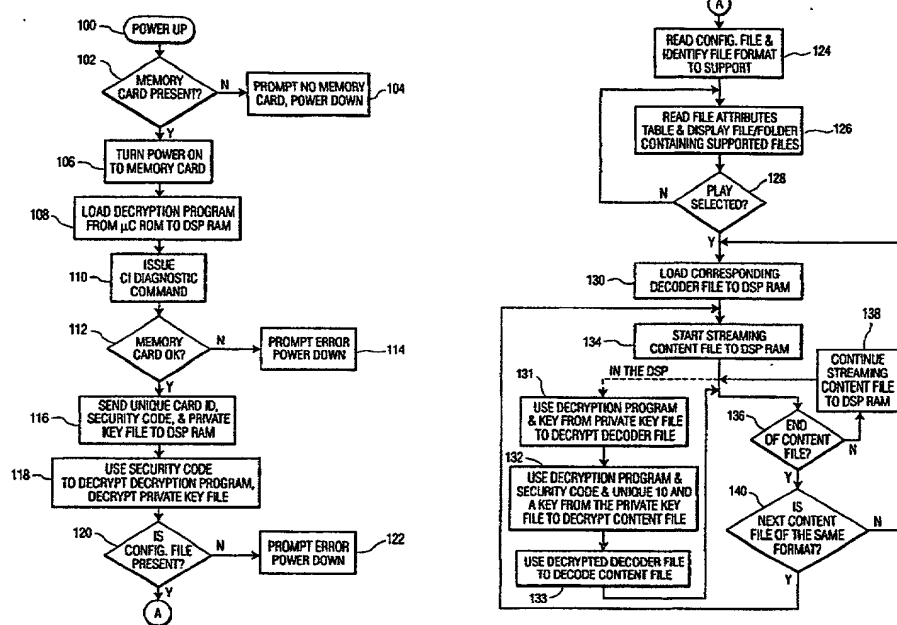 100
POWER UP
102
MEMORY
CARD PRESENT?
N
PROMPT NO MEMORY
CARD, POWER DOWN
104
Y
106
TURN POWER ON
TO MEMORY CARD
108
LOAD DECRYPTION PROGRAM
FROM μC ROM TO DSP RAM
110
ISSUE
CI DIAGNOSTIC
COMMAND
112
MEMORY
CARD OK?
N
PROMPT ERROR
POWER DOWN
114
Y
116
SEND UNIQUE CARD ID,
SECURITY CODE, & PRIVATE
KEY FILE TO DSP RAM
118
USE SECURITY CODE
TO DECRYPT DECRYPTION PROGRAM,
DECRYPT PRIVATE KEY FILE
120
IS
CONFIG. FILE
PRESENT?
N
PROMPT ERROR
POWER DOWN
122
Y
A
A
READ CONFIG. FILE &
IDENTIFY FILE FORMAT
TO SUPPORT
124
READ FILE ATTRIBUTES
TABLE & DISPLAY FILE/FOLDER
CONTAINING SUPPORTED FILES
126
128
PLAY
SELECTED?
N
Y
130
LOAD CORRESPONDING
DECODER FILE TO DSP RAM
134
START STREAMING
CONTENT FILE TO DSP RAM
138
CONTINUE
STREAMING
CONTENT FILE
TO DSP RAM
IN THE DSP
131
USE DECRYPTION PROGRAM
& KEY FROM PRIVATE KEY FILE
TO DECRYPT DECODER FILE
136
END
OF CONTENT
FILE?
N
Y
132
USE DECRYPTION PROGRAM &
SECURITY CODE & UNIQUE 10 AND
A KEY FROM THE PRIVATE KEY
FILE TO DECRYPT CONTENT FILE
140
IS
NEXT CONTENT
FILE OF THE SAME
FORMAT?
N
Y
USE DECRYPTED DECODER FILE
TO DECODE CONTENT FILE
133